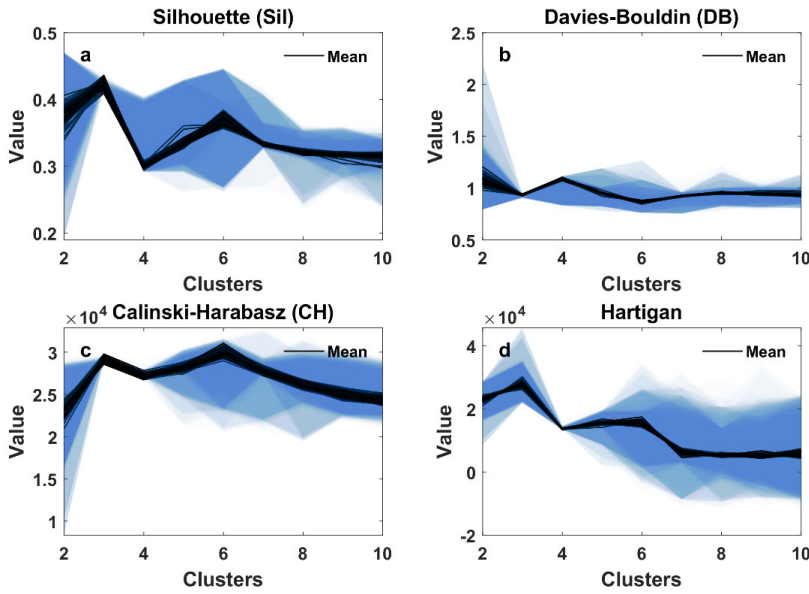 Silhouette (Sil)
a
Mean
0.5
0.4
0.3
0.2
Value
2 4 6 8 10
Clusters
Davies-Bouldin (DB)
b
Mean
2.5
2
1.5
1
0.5
Value
2 4 6 8 10
Clusters
× 10⁴ Calinski-Harabasz (CH)
c
Mean
3
2.5
2
1.5
1
Value
2 4 6 8 10
Clusters
× 10⁴
Hartigan
d
Mean
4
2
0
-2
Value
2 4 6 8 10
Clusters